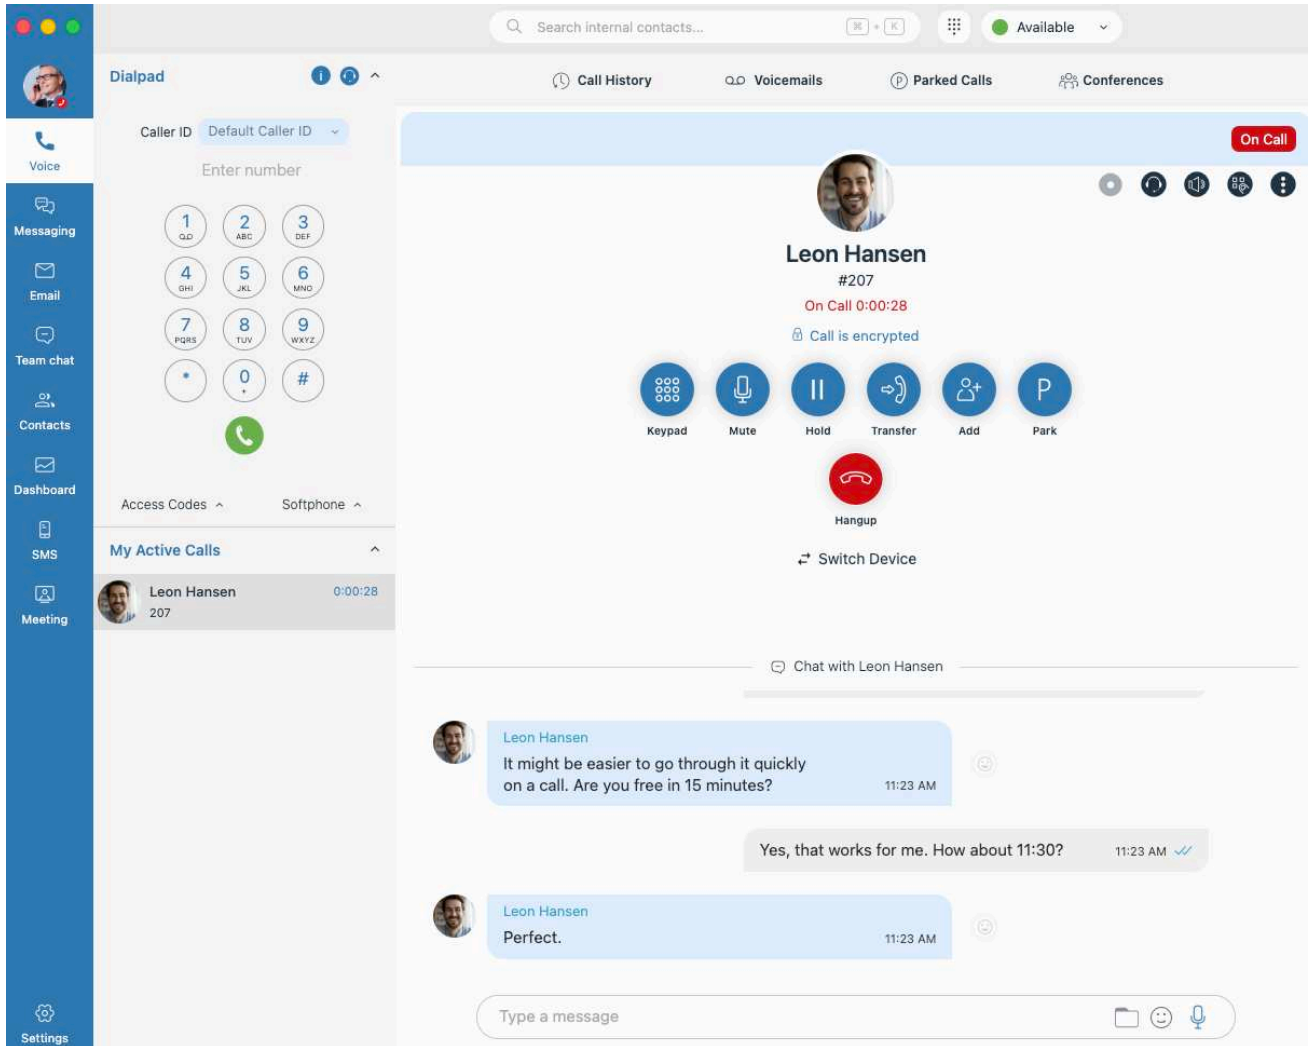 Search internal contacts...
⌘ + K
Available
Voice
Messaging
Email
Team chat
Contacts
Dashboard
SMS
Meeting
Settings
Dialpad
i
Caller ID Default Caller ID
Enter number
1 2 ABC 3 DEF
4 GHI 5 JKL 6 MNO
7 PQRS 8 TUV 9 WXYZ
* 0 + #
Access Codes Softphone
My Active Calls
Leon Hansen 0:00:28
207
Call History Voicemails P Parked Calls Conferences
On Call
Leon Hansen
#207
On Call 0:00:28
Call is encrypted
P
Keypad Mute Hold Transfer Add Park
Hangup
Switch Device
Chat with Leon Hansen
Leon Hansen
It might be easier to go through it quickly
on a call. Are you free in 15 minutes? 11:23 AM
Yes, that works for me. How about 11:30? 11:23 AM
Leon Hansen
Perfect. 11:23 AM
Type a message